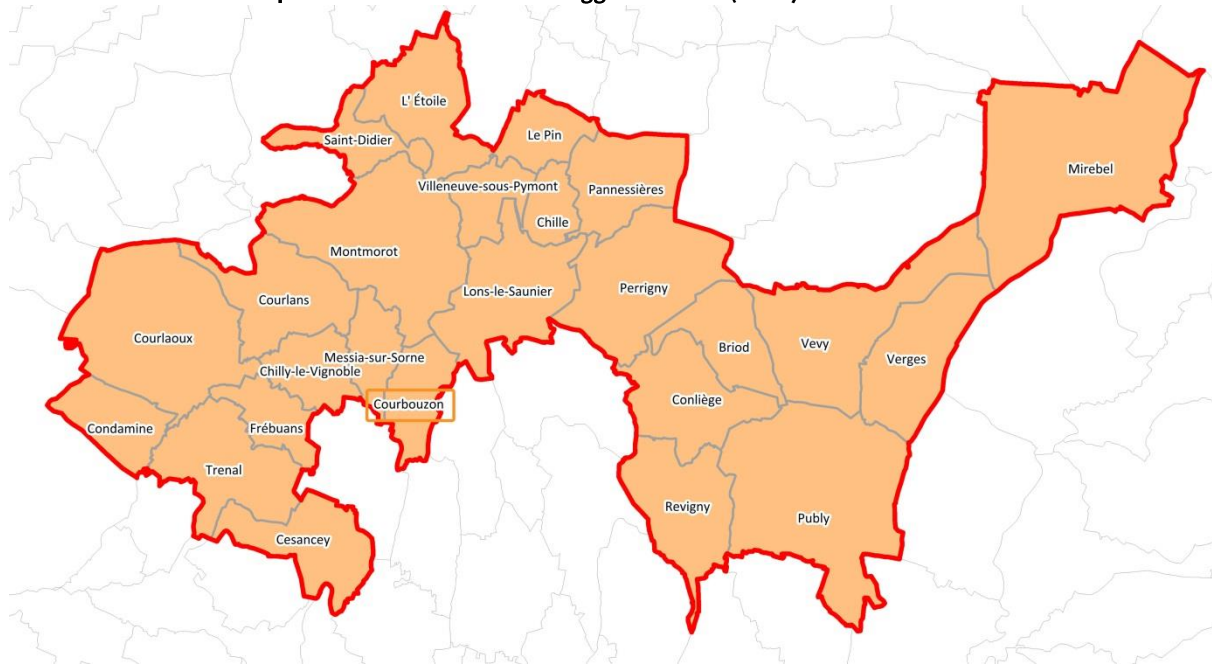 L' Étoile
Le Pin
Saint-Didier
Mirebel
Villeneuve-sous-Pymont
Pannessières
Chille
Montmorot
Lons-le-Saunier
Perrigny
Courlans
Courlaoux
Vevy
Briod
Messia-sur-Sorne
Verges
Chilly-le-Vignoble
Conliège
Courbouzon
Condamine
Frébuans
Trenal
Revigny
Publy
Cesancey